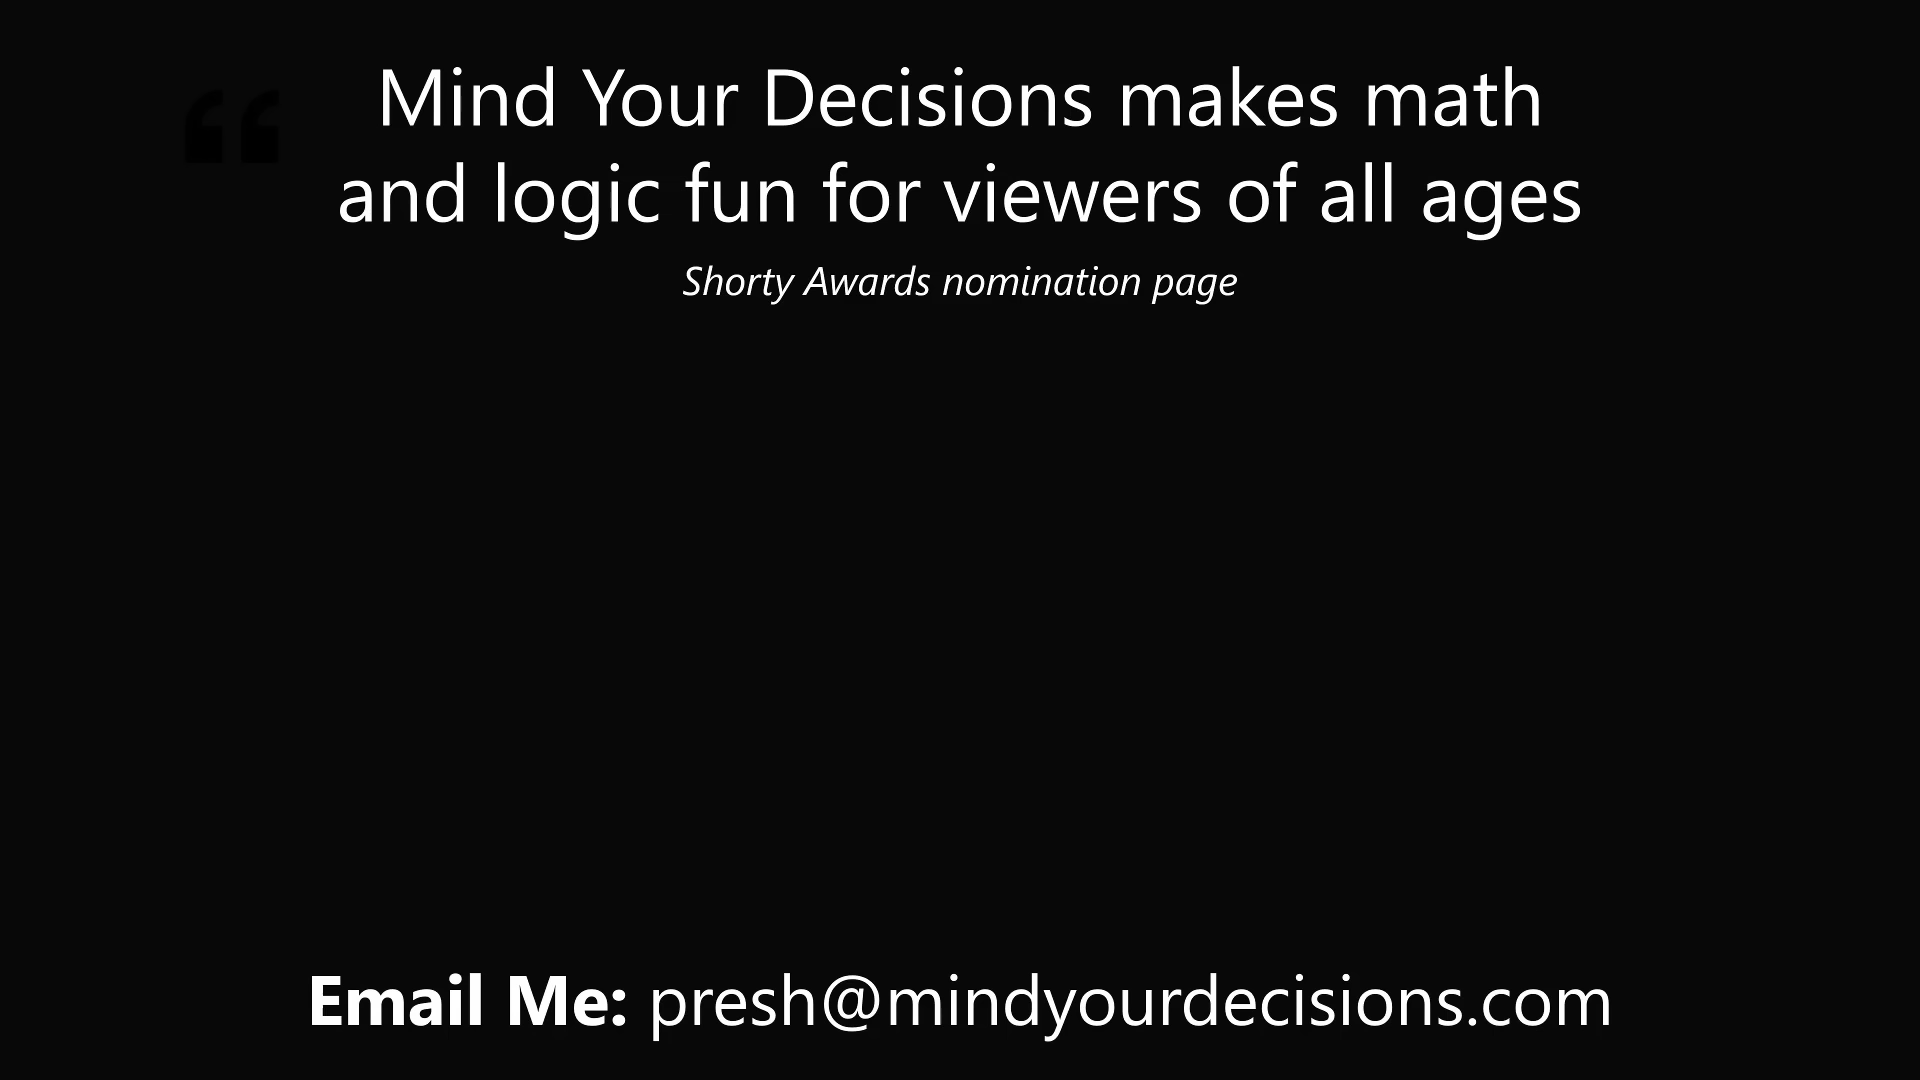 “
Mind Your Decisions makes math
and logic fun for viewers of all ages
Shorty Awards nomination page
Email Me: presh@mindyourdecisions.com